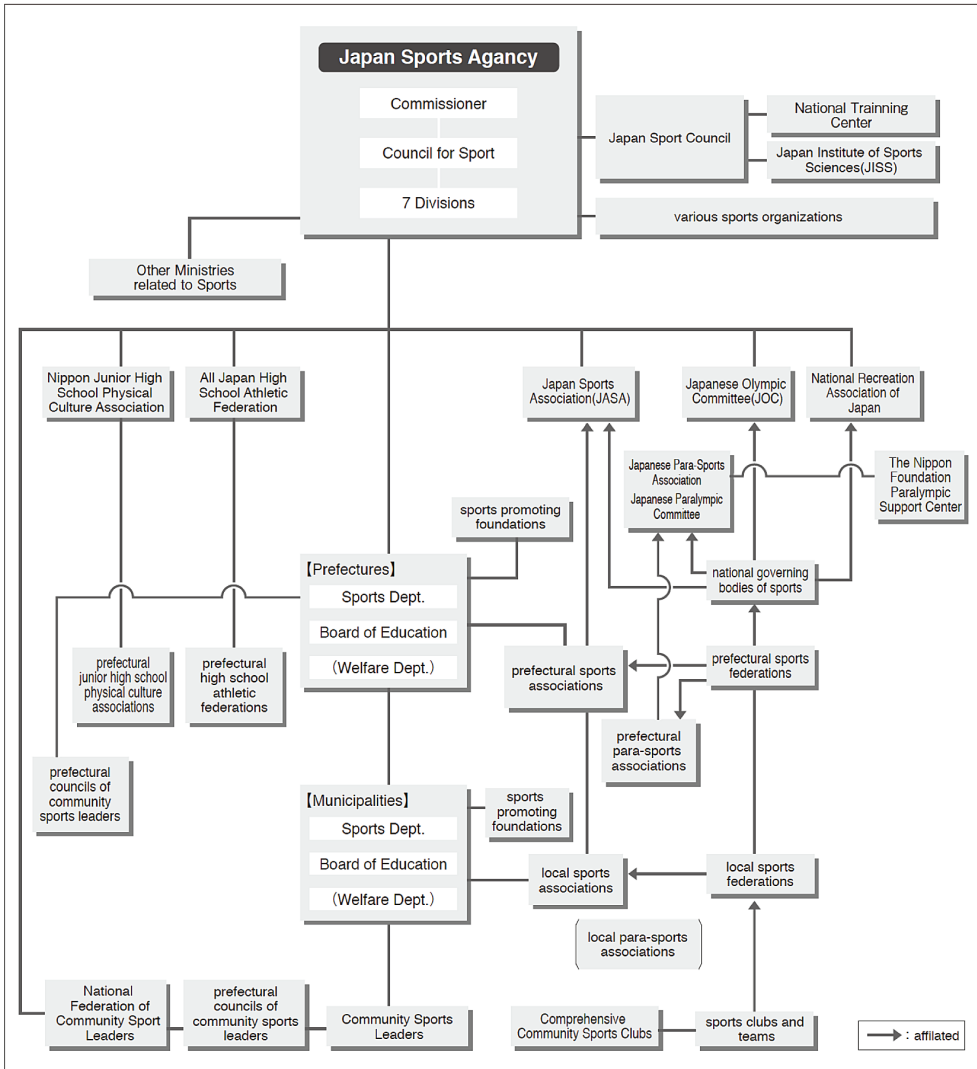 Japan Sports Agancy
Commissioner
Council for Sport
7 Divisions
Japan Sport Council
National Trainning
Center
Japan Institute of Sports
Sciences(JISS)
various sports organizations
Other Ministries
related to Sports
Nippon Junior High
School Physical
Culture Association
All Japan High
School Athletic
Federation
Japan Sports
Association(JASA)
Japanese Olympic
Committee(JOC)
National Recreation
Association of
Japan
Japanese Para-Sports
Association
Japanese Paralympic
Committee
The Nippon
Foundation
Paralympic
Support Center
sports promoting
foundations
【Prefectures】
Sports Dept.
Board of Education
(Welfare Dept.)
national governing
bodies of sports
prefectural
junior high school
physical culture
associations
prefectural
high school
athletic
federations
prefectural sports
associations
prefectural sports
federations
prefectural
para-sports
associations
prefectural
councils of
community
sports leaders
【Municipalities】
Sports Dept.
Board of Education
(Welfare Dept.)
sports
promoting
foundations
local sports
associations
local sports
federations
local para-sports
associations
National
Federation of
Community Sport
Leaders
prefectural
councils of
community sports
leaders
Community Sports
Leaders
Comprehensive
Community Sports Clubs
sports clubs and
teams
: affiliated